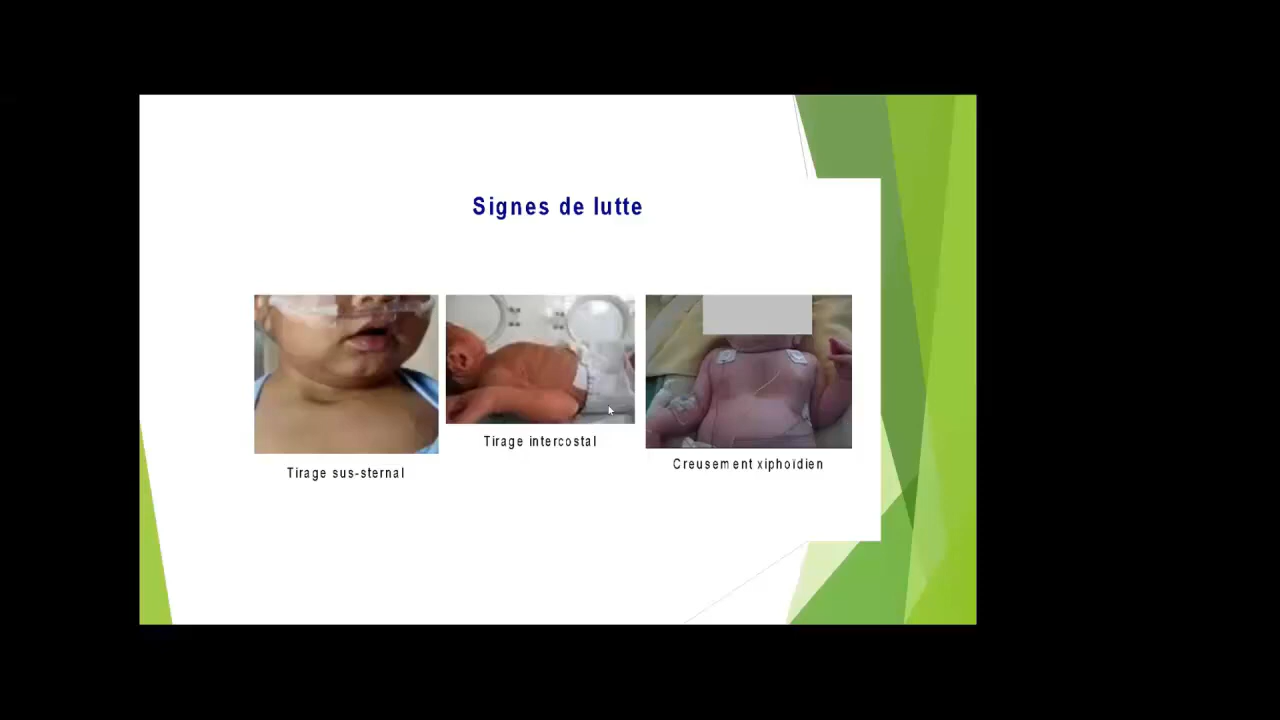 Signes de lutte
Tirage sus-sternal
Tirage intercostal
Creusement xiphoïdien